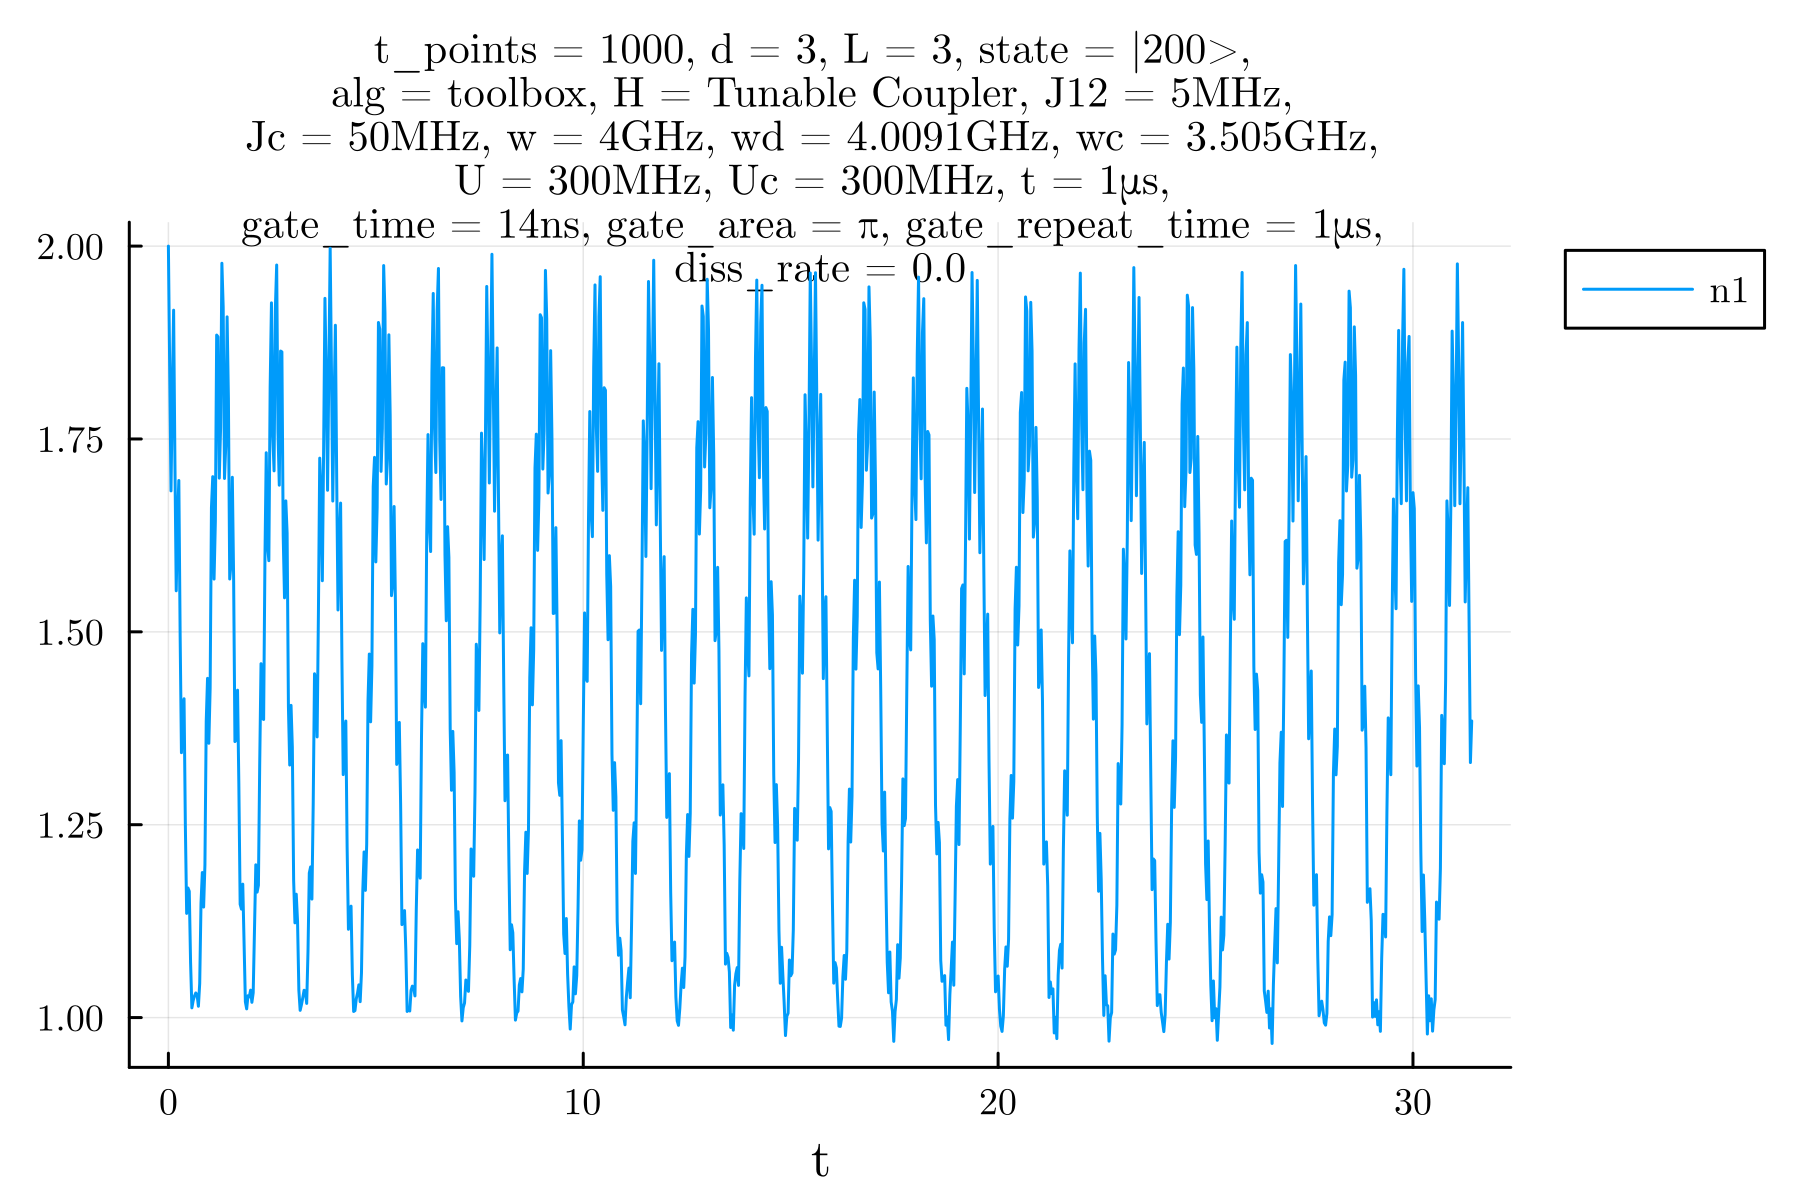 t_points = 1000, d = 3, L = 3, state = |200>,
alg = toolbox, H = Tunable Coupler, J12 = 5MHz,
Jc = 50MHz, w = 4GHz, wd = 4.0091GHz, wc = 3.505GHz,
U = 300MHz, Uc = 300MHz, t = 1μs,
gate_time = 14ns, gate_area = π, gate_repeat_time = 1μs,
diss_rate = 0.0
2.00
1.75
1.50
1.25
1.00
n1
0 10 20 30
t